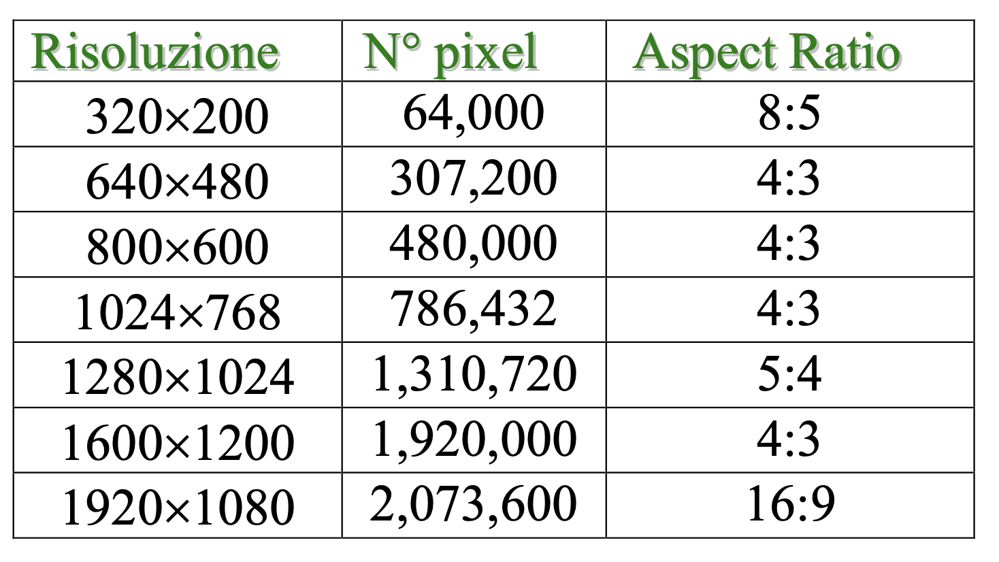 Risoluzione N° pixel Aspect Ratio
320×200 64,000 8:5
640×480 307,200 4:3
800×600 480,000 4:3
1024×768 786,432 4:3
1280×1024 1,310,720 5:4
1600×1200 1,920,000 4:3
1920×1080 2,073,600 16:9